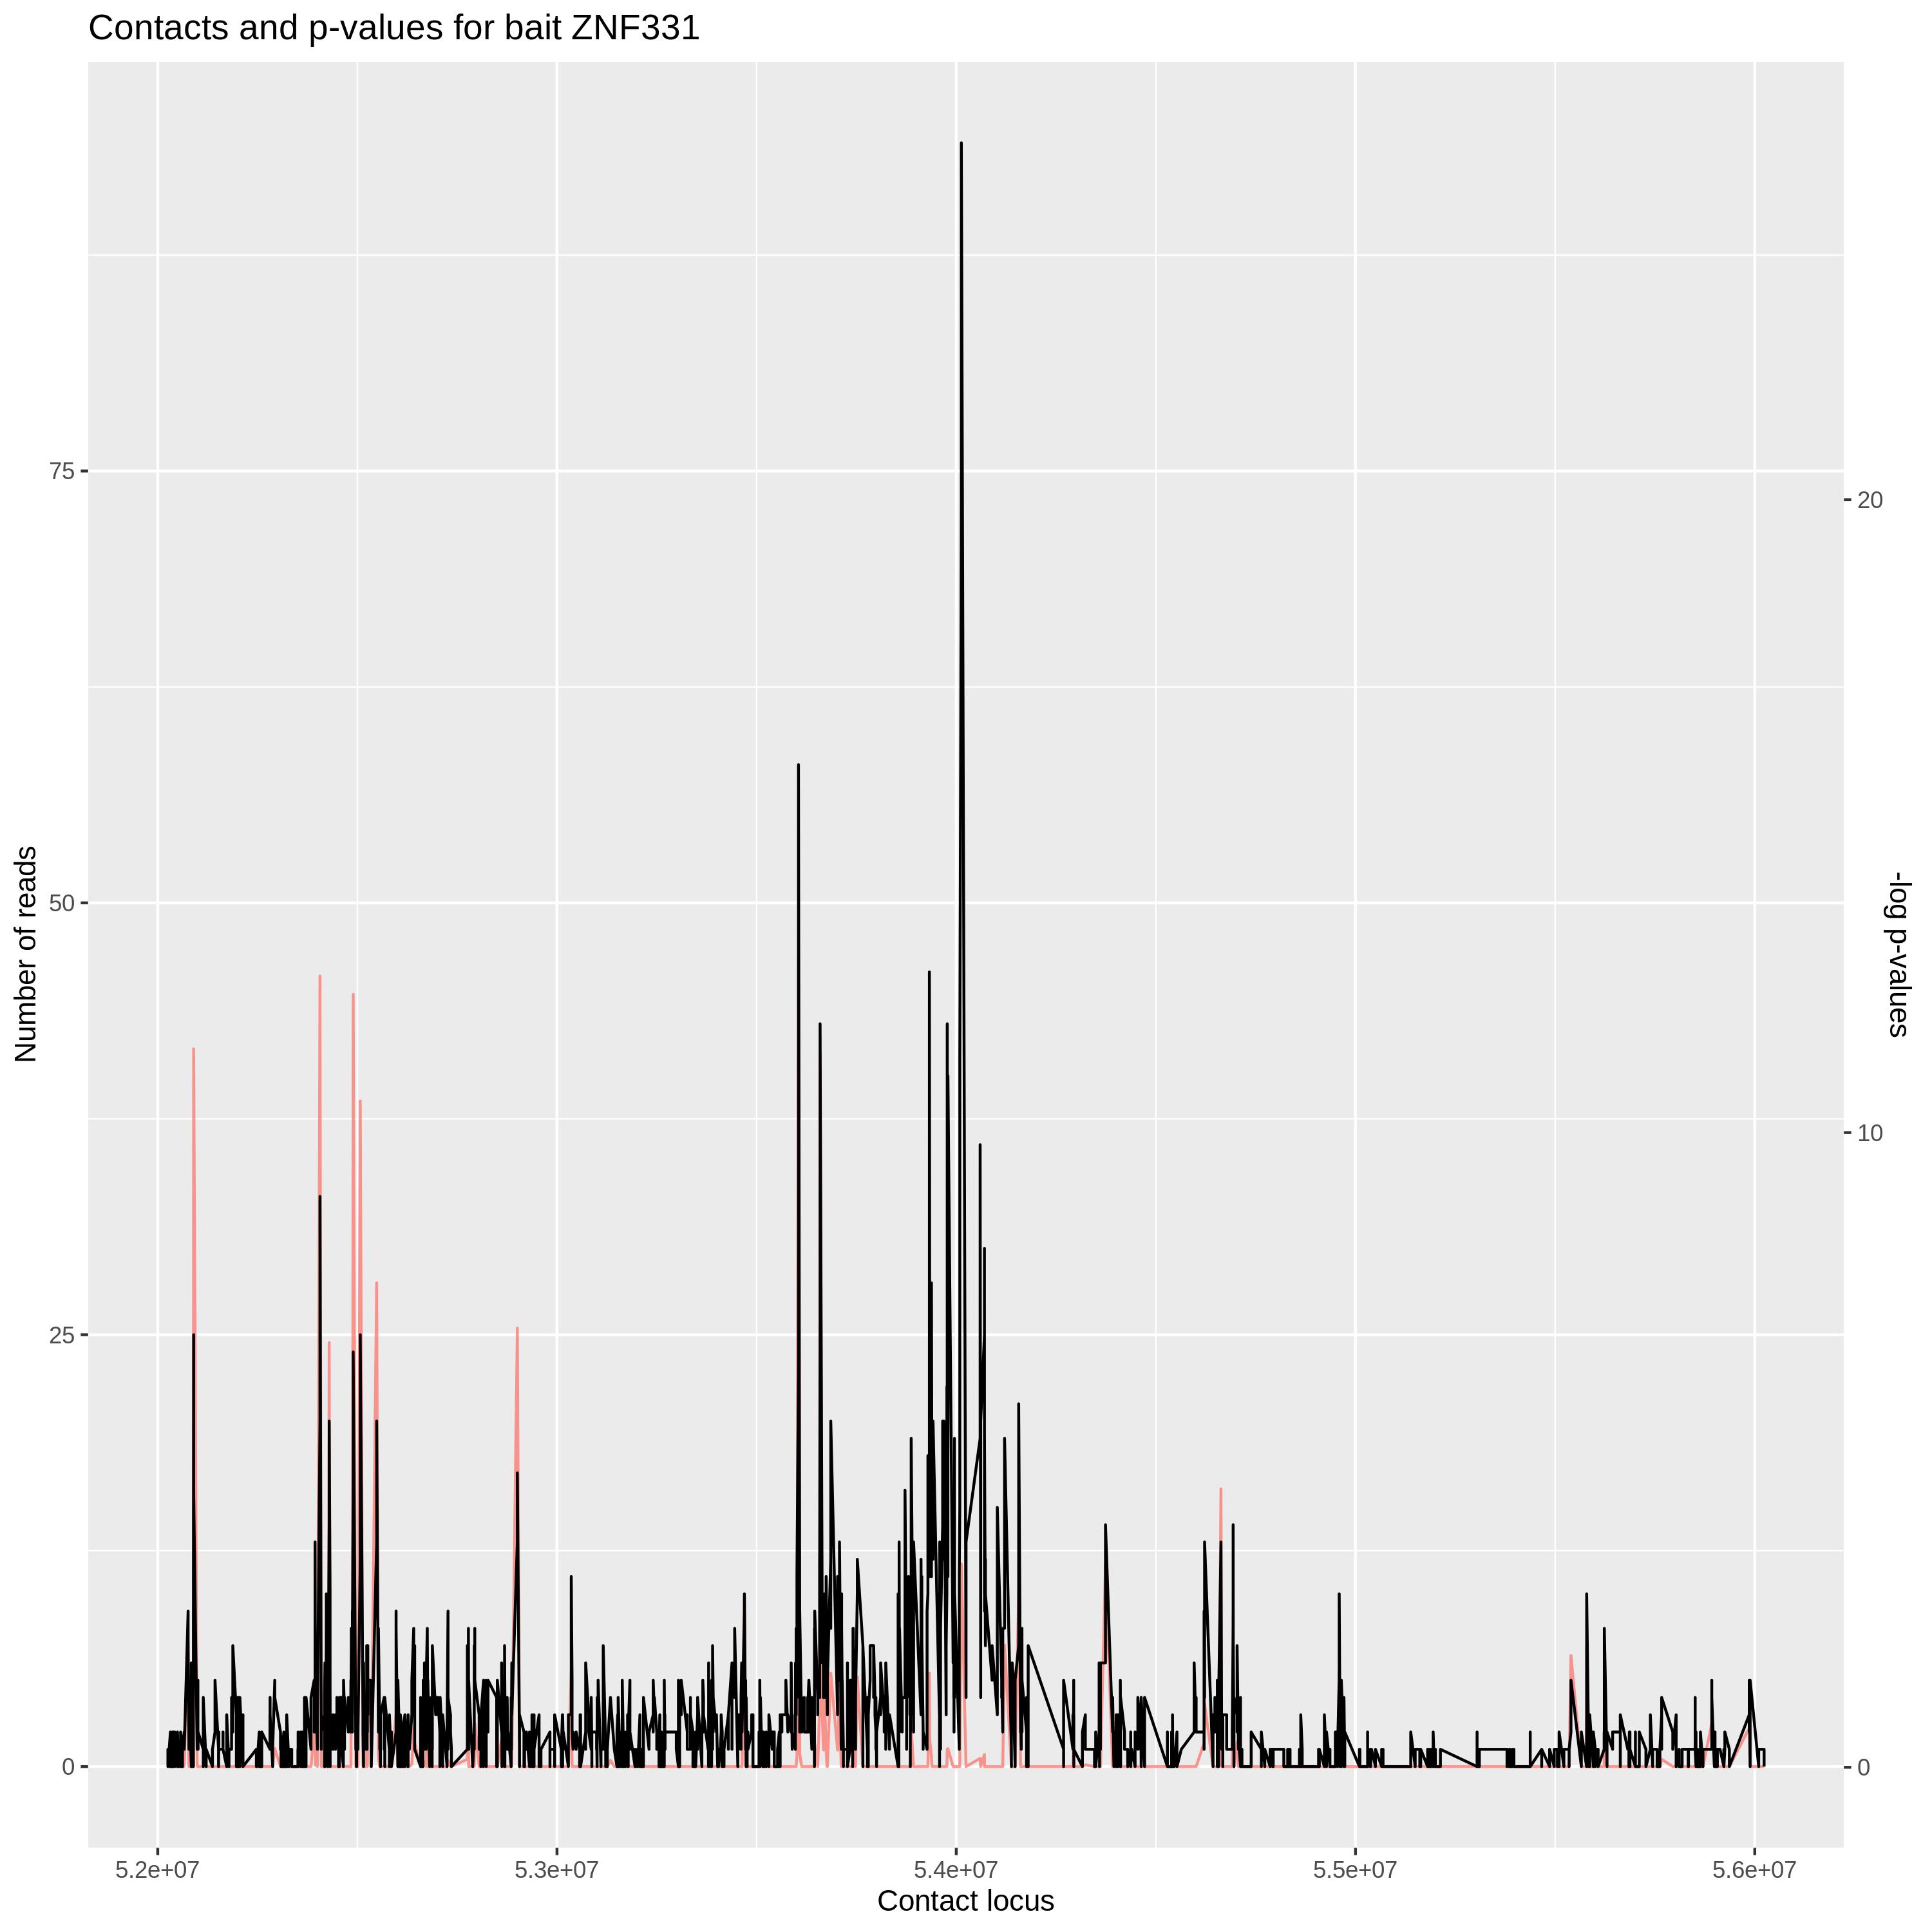 Contacts and p-values for bait ZNF331
Number of reads
75
50
25
0
20
10
0
-log p-values
5.2e+07
5.3e+07
5.4e+07
5.5e+07
5.6e+07
Contact locus